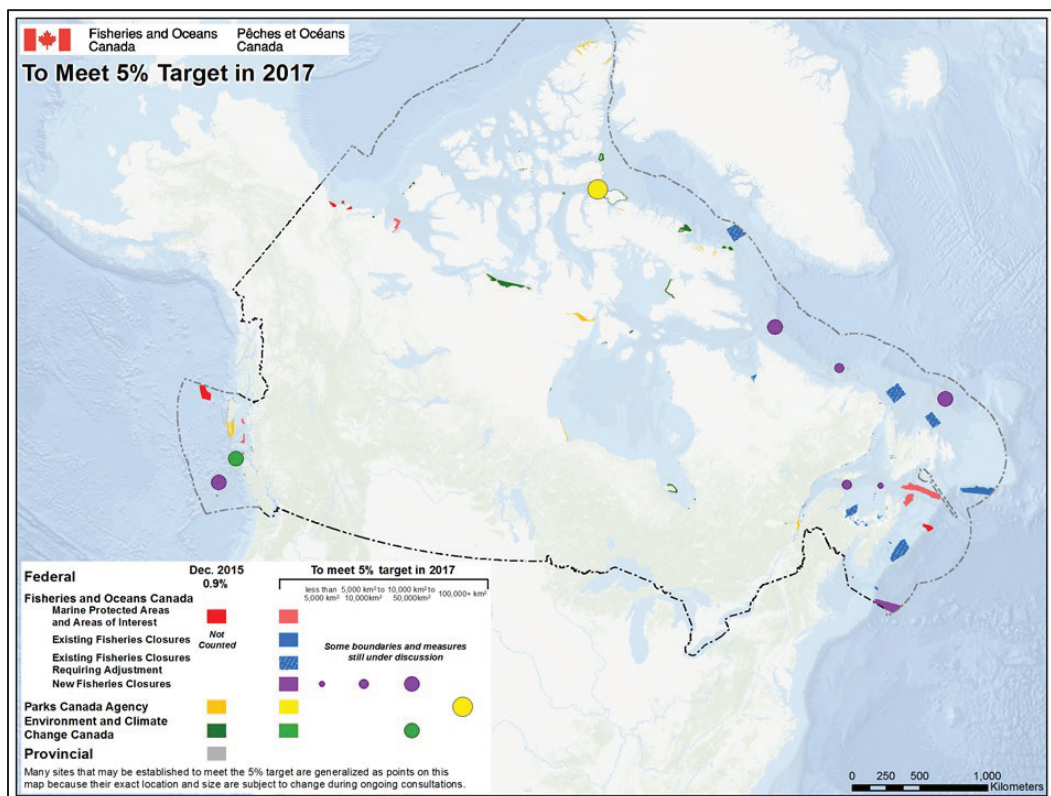 Fisheries and Oceans Pêches et Océans
Canada Canada
To Meet 5% Target in 2017
Federal
Dec. 2015
0.9%
To meet 5% target in 2017
less than 5,000 km² to 10,000 km² to 100,000+ km²
5,000 km² 10,000km² 50,000km²
Fisheries and Oceans Canada
Marine Protected Areas
and Areas of Interest
Not
Counted
Existing Fisheries Closures
Some boundaries and measures
still under discussion
Existing Fisheries Closures
Requiring Adjustment
New Fisheries Closures
Parks Canada Agency
Environment and Climate
Change Canada
Provincial
Many sites that may be established to meet the 5% target are generalized as points on this
map because their exact location and size are subject to change during ongoing consultations.
0 250 500 1,000
Kilometers